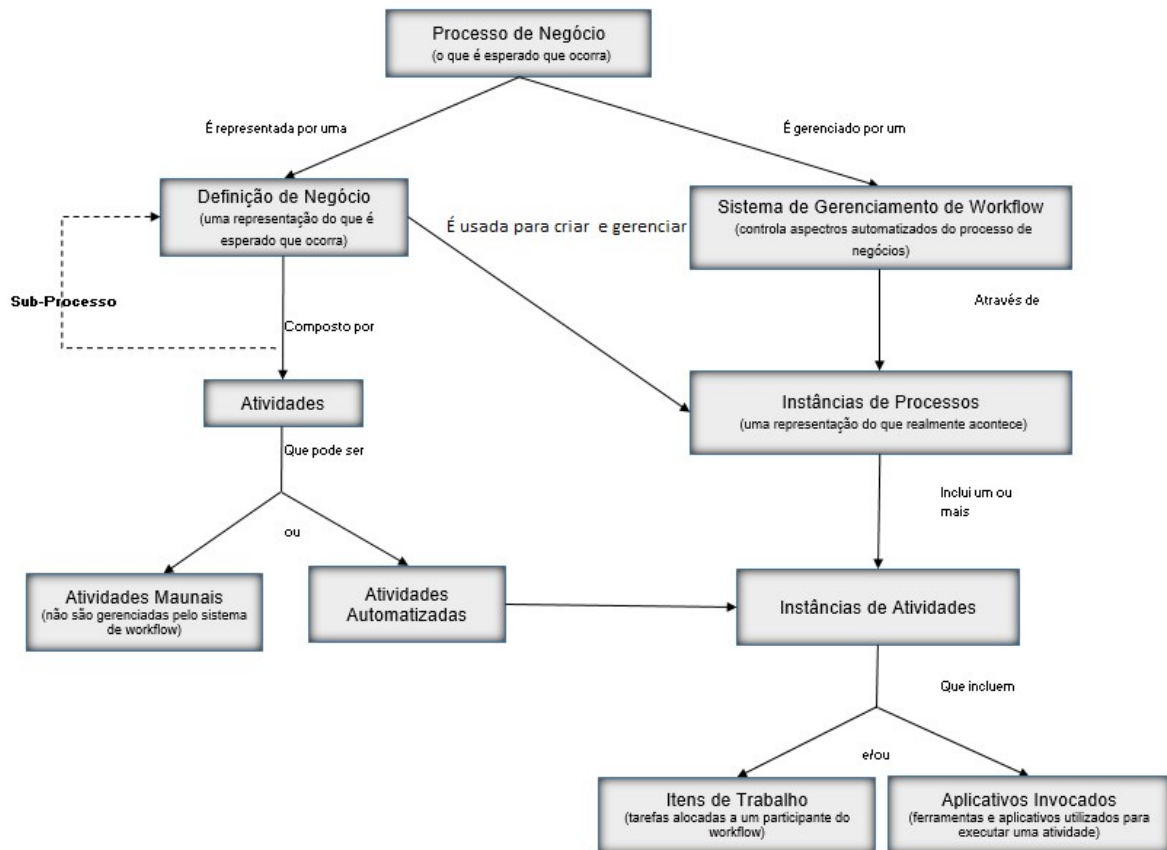 Processo de Negócio
(o que é esperado que ocorra)
É representada por uma
É gerenciado por um
Definição de Negócio
(uma representação do que é
esperado que ocorra)
É usada para criar e gerenciar
Sistema de Gerenciamento de Workflow
(controla aspectros automatizados do processo de
negócios)
Sub-Processo
Composto por
Através de
Atividades
Instâncias de Processos
(uma representação do que realmente acontece)
Que pode ser
Inclui um ou
mais
ou
Atividades Maunais
(não são gerenciadas pelo sistema
de workflow)
Atividades
Automatizadas
Instâncias de Atividades
Que incluem
e/ou
Itens de Trabalho
(tarefas alocadas a um participante do
workflow)
Aplicativos Invocados
(ferramentas e aplicativos utilizados para
executar uma atividade)